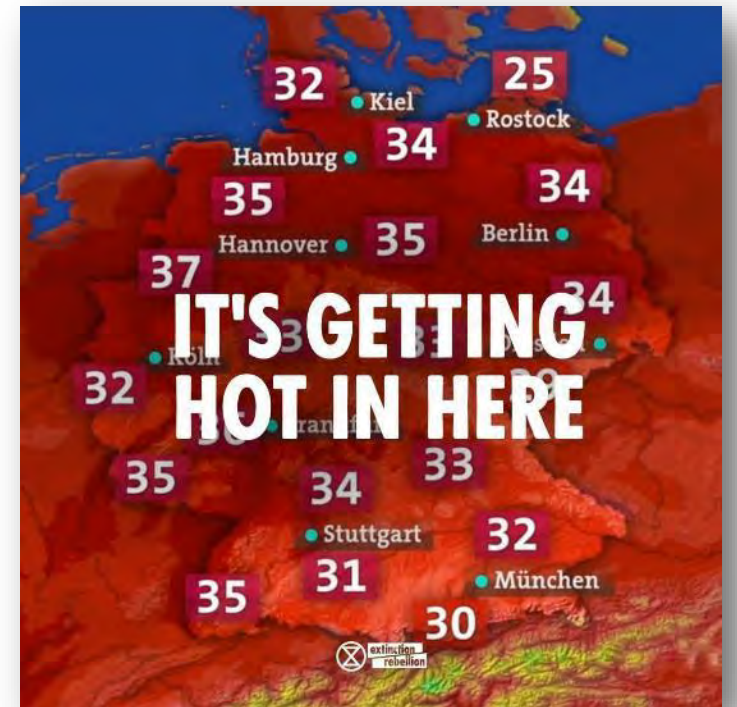 32
25
Kiel
Rostock
Hamburg
34
35
34
Hannover
35
Berlin
37
34
IT'S GETTING
Köln
HOT IN HERE
32
35
33
34
Stuttgart
32
31
München
35
30
extinction
rebellion